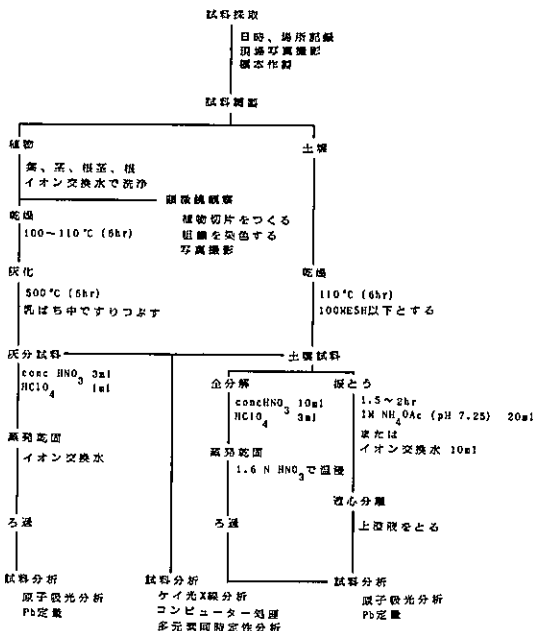 試料採取
日時、場所記録
現場写真撮影
標本作製
試料調製
植物
土壌
葉、茎、根茎、根
イオン交換水で洗浄
顕微鏡観察
植物切片をつくる
組織を染色する
写真撮影
乾燥
100~110℃ (6hr)
灰化
500℃ (6hr)
乳ばち中ですりつぶす
乾燥
110℃ (6hr)
100MESH以下とする
灰分試料
土壌試料
conc HNO3 3ml
HClO4 1ml
全分解
concHNO3 10ml
HClO4 3ml
振とう
1.5~2hr
1M NH4OAc (pH 7.25) 20ml
または
イオン交換水 10ml
蒸発乾固
イオン交換水
蒸発乾固
1.6 N HNO3で温浸
遠心分離
上澄液をとる
ろ過
ろ過
試料分析
原子吸光分析
Pb定量
試料分析
ケイ光X線分析
コンピューター処理
多元素同時定性分析
試料分析
原子吸光分析
Pb定量